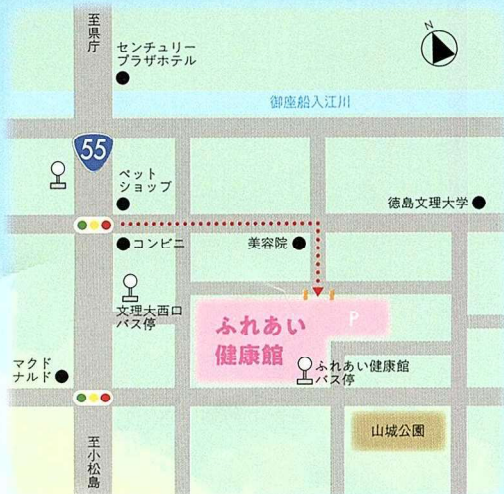 至県庁
センチュリー
プラザホテル
N
御座船入江川
55
ペット
ショップ
徳島文理大学
コンビニ
美容院
文理大西口
バス停
ふれあい
健康館
P
マクド
ナルド
ふれあい健康館
バス停
山城公園
至小松島